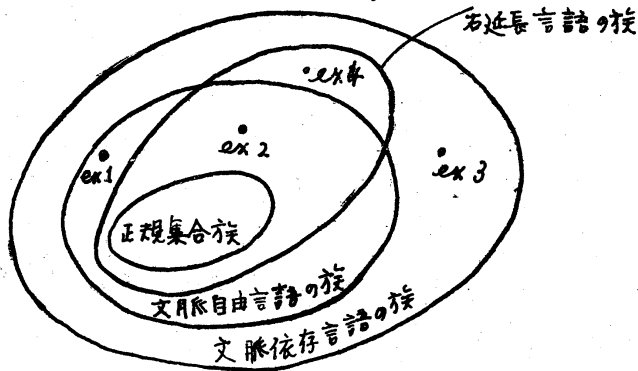 右延長言語の族
ex4
ex2
ex1
ex3
正規集合族
文脈自由言語の族
文脈依存言語の族